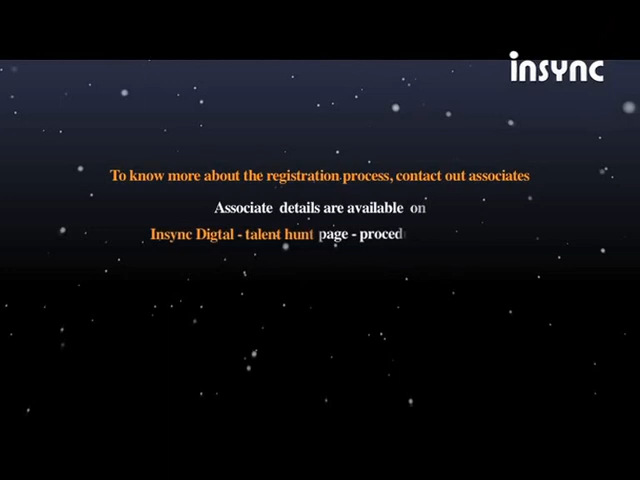 insync
To know more about the registration process, contact out associates
Associate details are available on
Insync Digtal - talent hunt page - proced